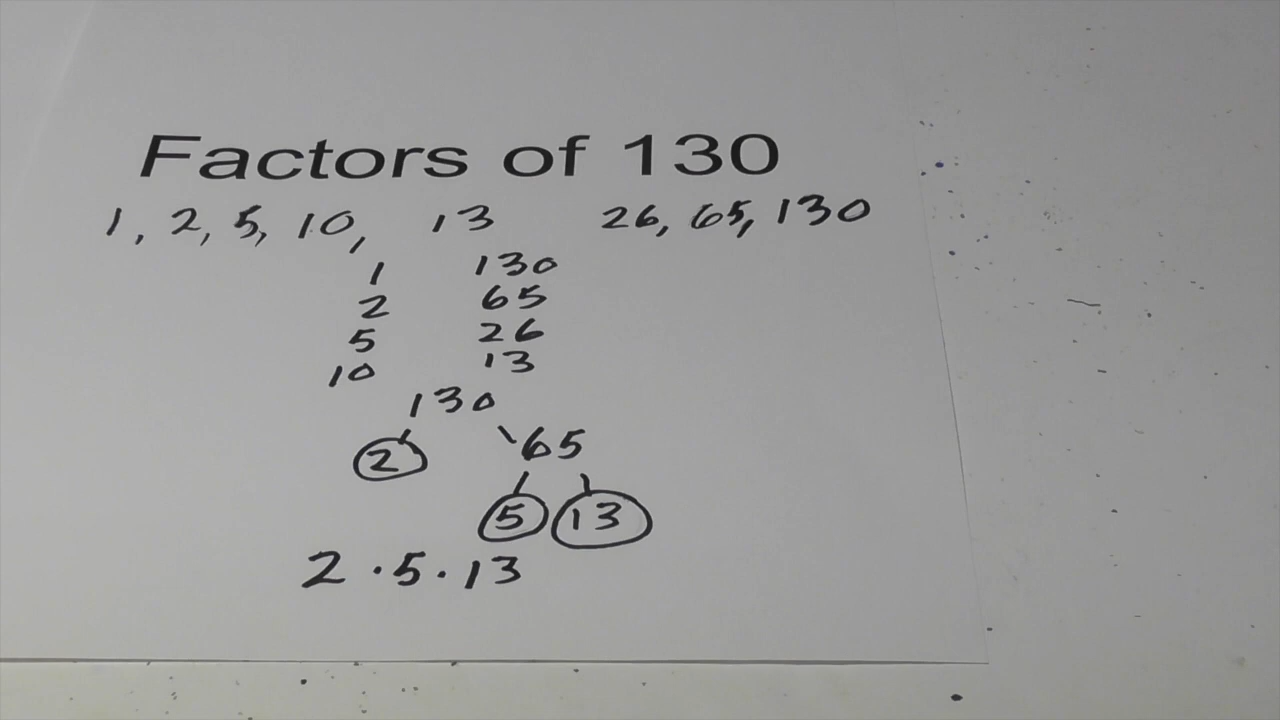 Factors of 130
1, 2, 5, 10, 13 26, 65, 130
1 130
2 65
5 26
10 13
130
2 65
5 13
2 · 5 · 13